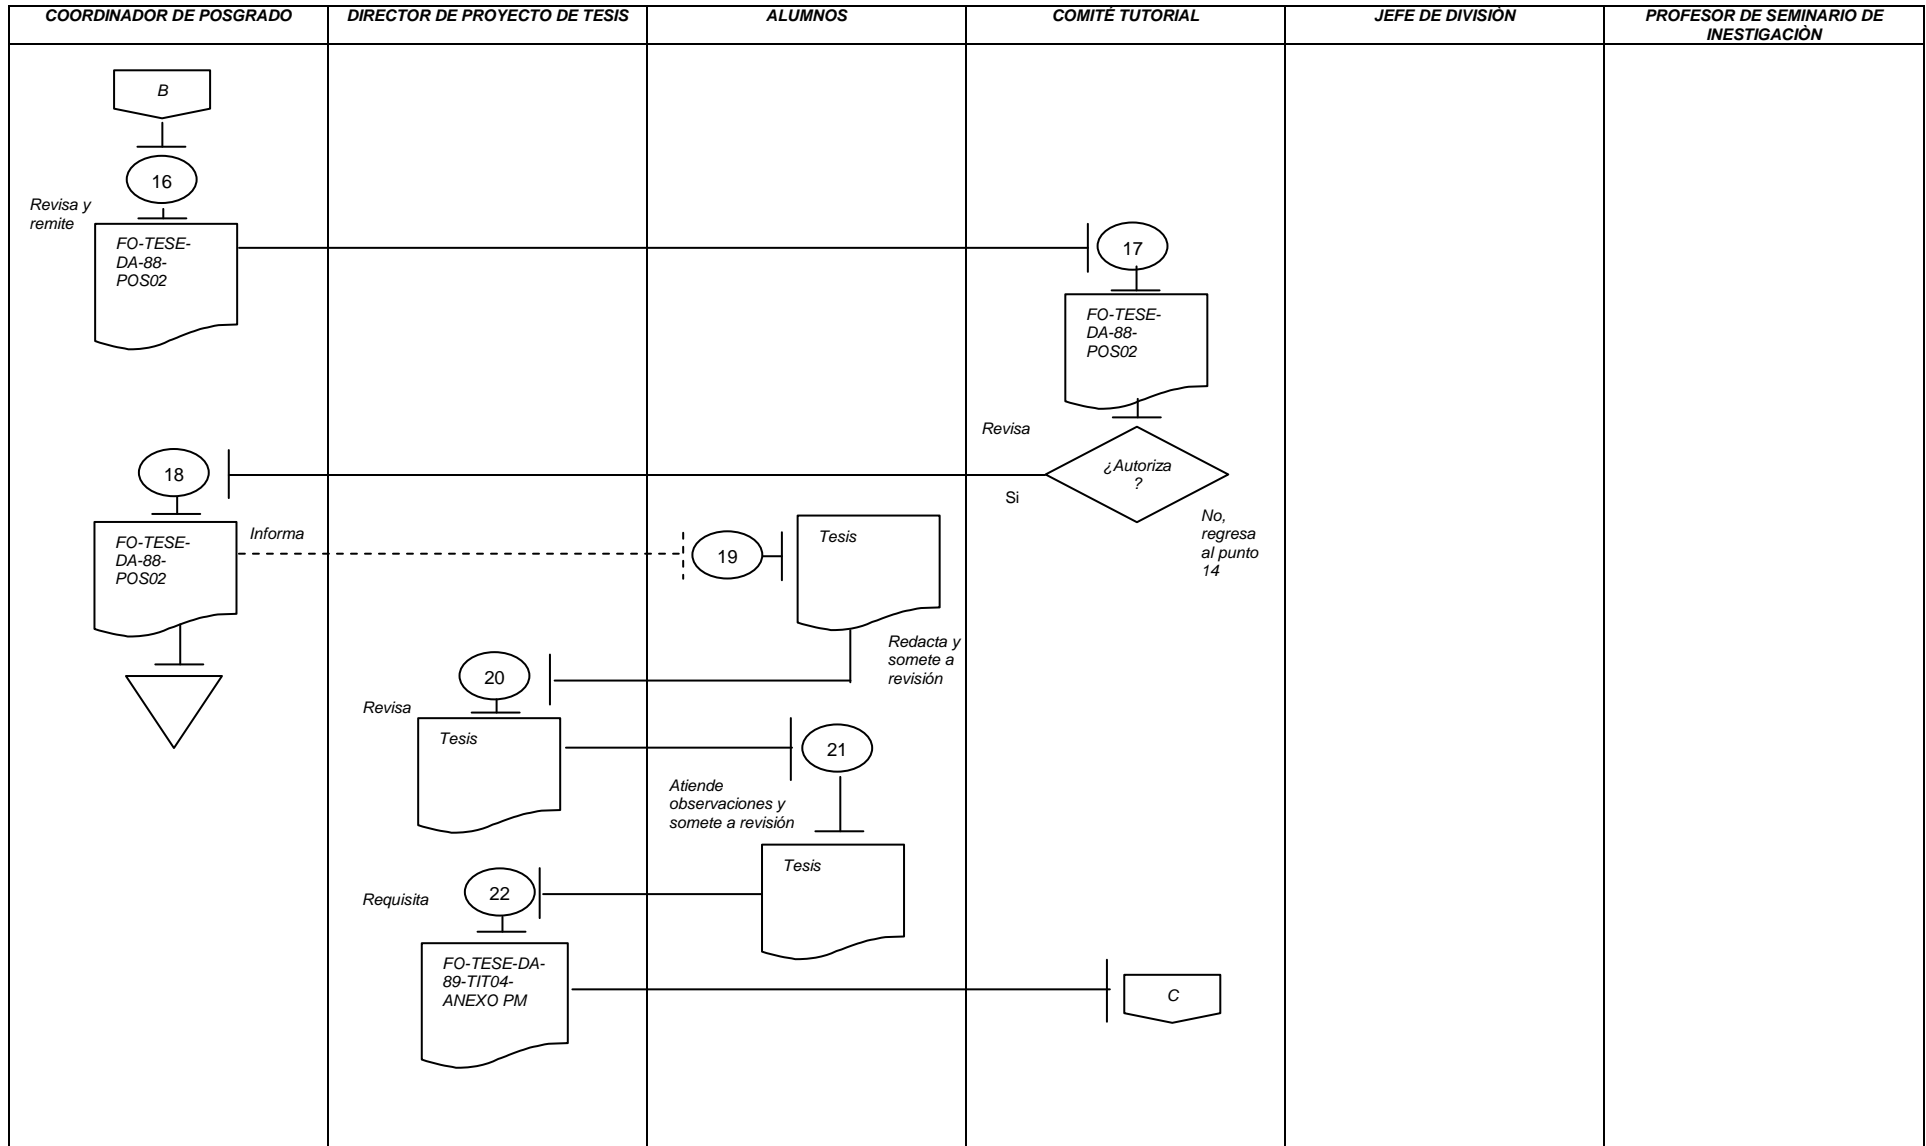 COORDINADOR DE POSGRADO
DIRECTOR DE PROYECTO DE TESIS
ALUMNOS
COMITÉ TUTORIAL
JEFE DE DIVISIÒN
PROFESOR DE SEMINARIO DE
INESTIGACIÒN
B
16
Revisa y
remite
FO-TESE-
DA-88-
POS02
17
FO-TESE-
DA-88-
POS02
Revisa
¿Autoriza
?
Si
No,
regresa
al punto
14
18
FO-TESE-
DA-88-
POS02
Informa
19
Tesis
Redacta y
somete a
revisión
20
Revisa
Tesis
21
Atiende
observaciones y
somete a revisión
Tesis
22
Requisita
FO-TESE-DA-
89-TIT04-
ANEXO PM
C